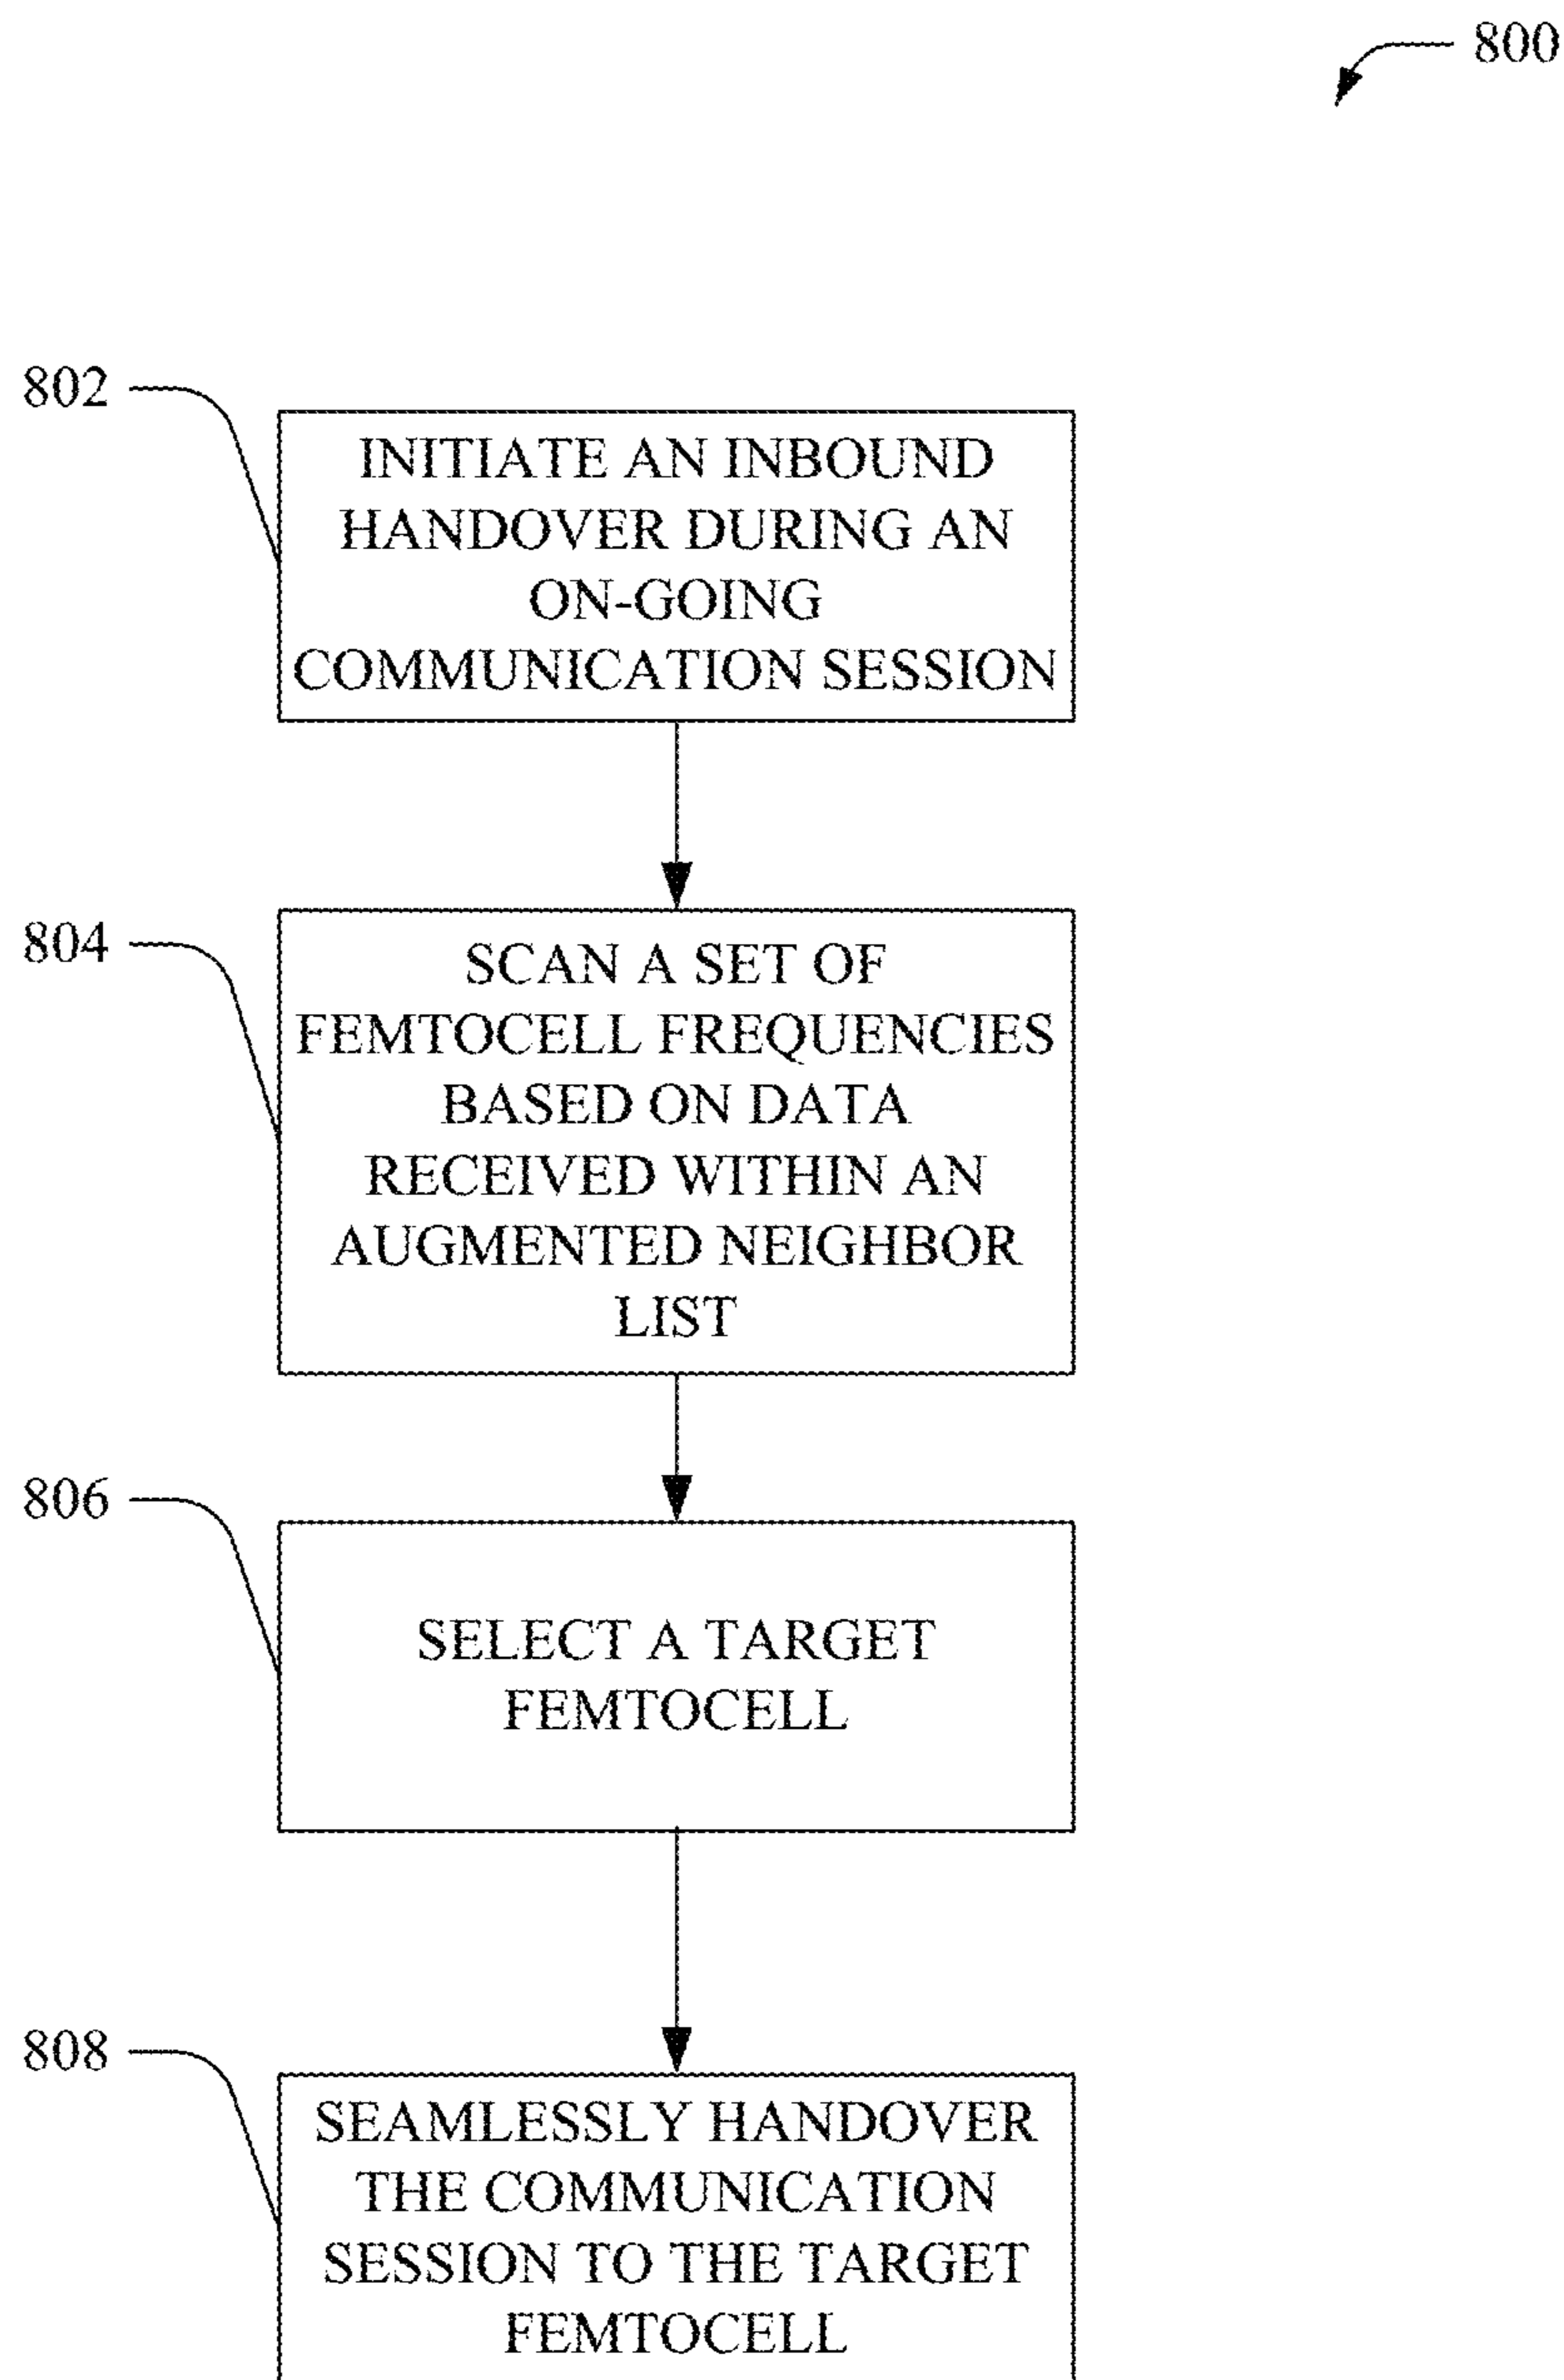 800
802
INITIATE AN INBOUND
HANDOVER DURING AN
ON-GOING
COMMUNICATION SESSION
804
SCAN A SET OF
FEMTOCELL FREQUENCIES
BASED ON DATA
RECEIVED WITHIN AN
AUGMENTED NEIGHBOR
LIST
806
SELECT A TARGET
FEMTOCELL
808
SEAMLESSLY HANDOVER
THE COMMUNICATION
SESSION TO THE TARGET
FEMTOCELL